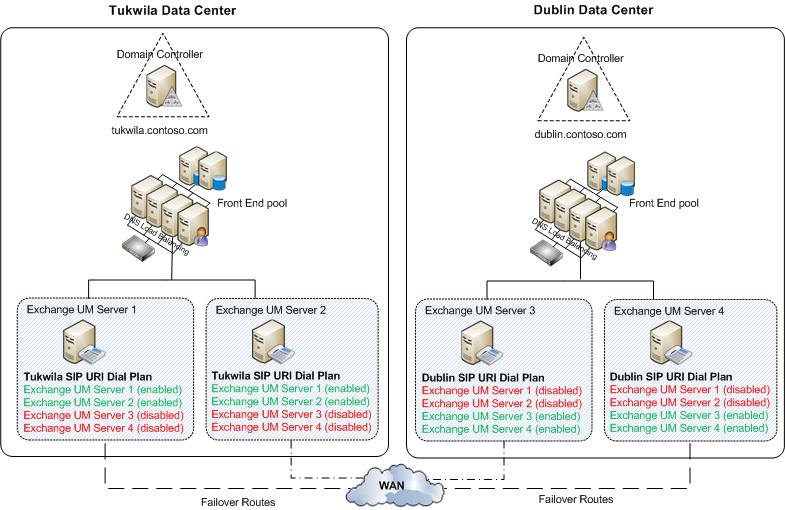 Tukwila Data Center
Domain Controller
tukwila.contoso.com
Front End pool
DNS Load Balancing
Exchange UM Server 1
Tukwila SIP URI Dial Plan
Exchange UM Server 1 (enabled)
Exchange UM Server 2 (enabled)
Exchange UM Server 3 (disabled)
Exchange UM Server 4 (disabled)
Exchange UM Server 2
Tukwila SIP URI Dial Plan
Exchange UM Server 1 (enabled)
Exchange UM Server 2 (enabled)
Exchange UM Server 3 (disabled)
Exchange UM Server 4 (disabled)
Dublin Data Center
Domain Controller
dublin.contoso.com
Front End pool
DNS Load Balancing
Exchange UM Server 3
Dublin SIP URI Dial Plan
Exchange UM Server 1 (disabled)
Exchange UM Server 2 (disabled)
Exchange UM Server 3 (enabled)
Exchange UM Server 4 (enabled)
Exchange UM Server 4
Dublin SIP URI Dial Plan
Exchange UM Server 1 (disabled)
Exchange UM Server 2 (disabled)
Exchange UM Server 3 (enabled)
Exchange UM Server 4 (enabled)
Failover Routes
WAN
Failover Routes